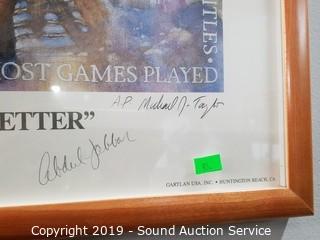 TITLES •
OST GAMES PLAYED
A.P. Michael J. Taylor
ETTER”
Abdul Jabbar
GARTLAN USA, INC. • HUNTINGTON BEACH, CA
Copyright 2019 - Sound Auction Service